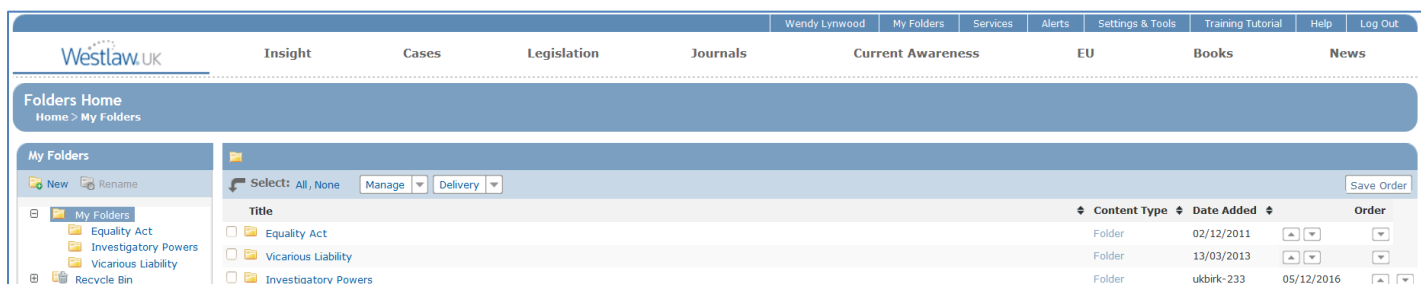 Wendy Lynwood My Folders Services Alerts Settings & Tools Training Tutorial Help Log Out
Westlaw.UK Insight Cases Legislation Journals Current Awareness EU Books News
Folders Home
Home > My Folders
My Folders
New Rename Select: All, None Manage Delivery Save Order
My Folders Title Content Type Date Added Order
Equality Act Equality Act Folder 02/12/2011
Investigatory Powers
Vicarious Liability Folder 13/03/2013
Vicarious Liability
Recycle Bin Investigatory Powers Folder ukbirk-233 05/12/2016